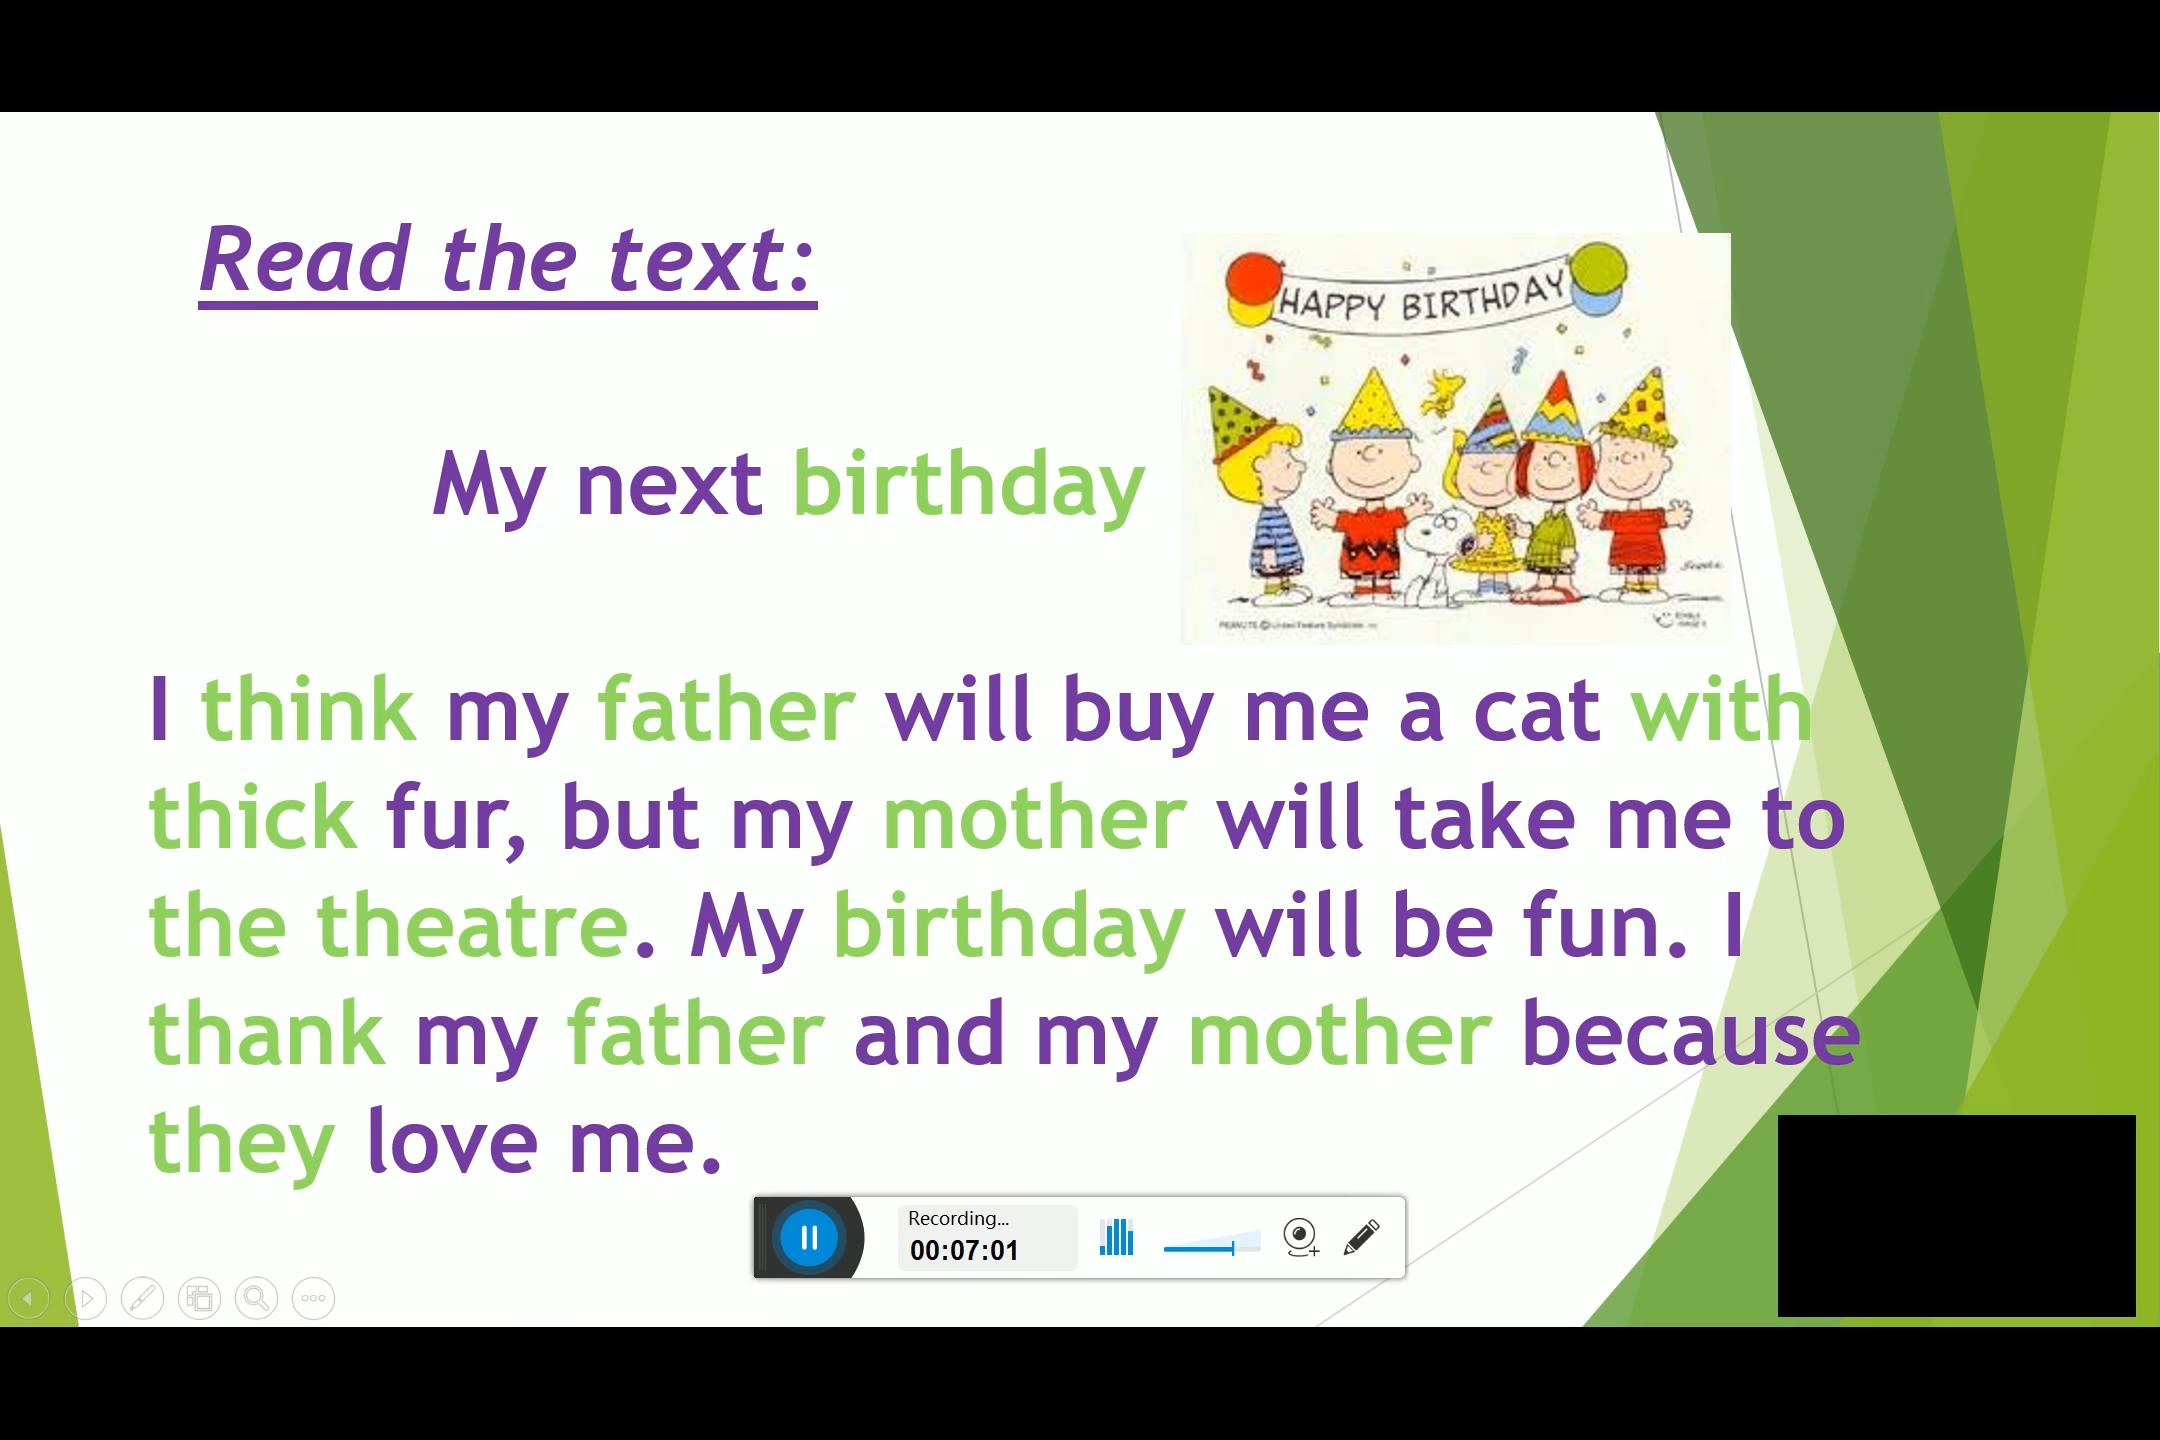 Read the text:
HAPPY BIRTHDAY
My next birthday
I think my father will buy me a cat with
thick fur, but my mother will take me to
the theatre. My birthday will be fun. I
thank my father and my mother because
they love me.
Recording...
00:07:01